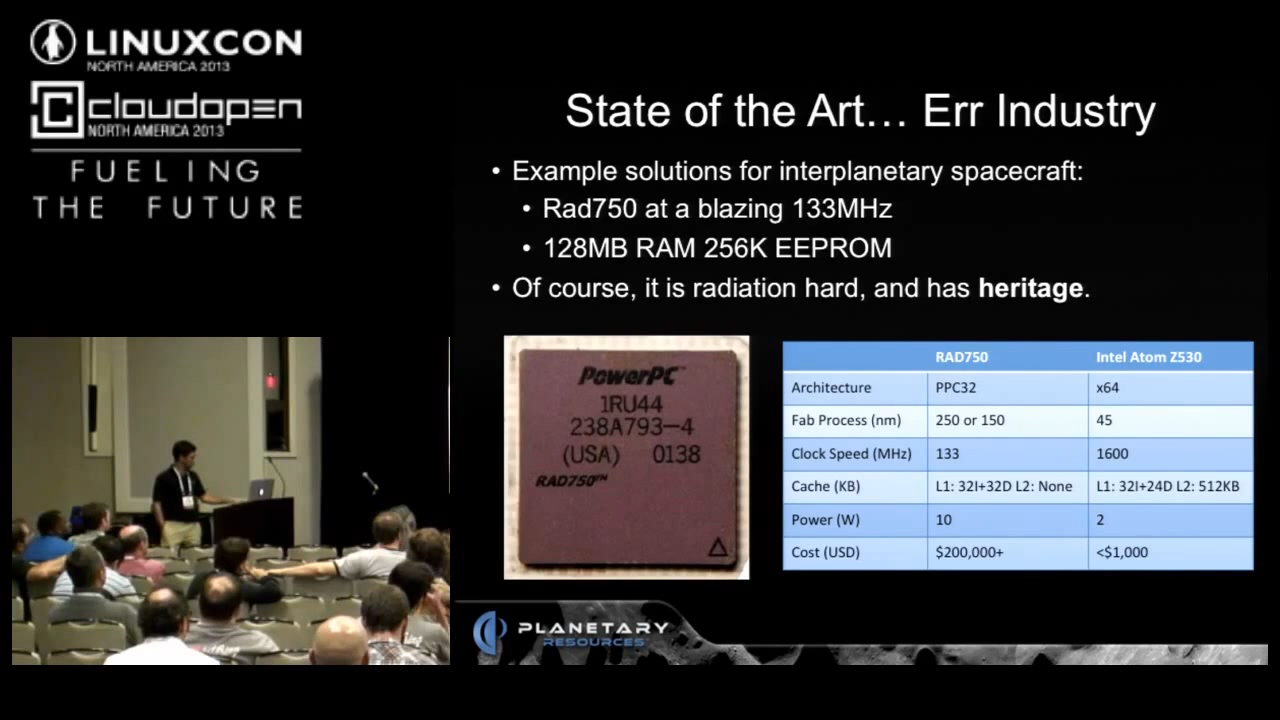 LINUXCON
NORTH AMERICA 2013
cloudopen
NORTH AMERICA 2013
FUELING
THE FUTURE
State of the Art… Err Industry
• Example solutions for interplanetary spacecraft:
• Rad750 at a blazing 133MHz
• 128MB RAM 256K EEPROM
• Of course, it is radiation hard, and has heritage.
PowerPC™
1RU44
238A793-4
(USA) 0138
RAD750™
RAD750 Intel Atom Z530
Architecture PPC32 x64
Fab Process (nm) 250 or 150 45
Clock Speed (MHz) 133 1600
Cache (KB) L1: 32I+32D L2: None L1: 32I+24D L2: 512KB
Power (W) 10 2
Cost (USD) $200,000+ <$1,000
PLANETARY
RESOURCES